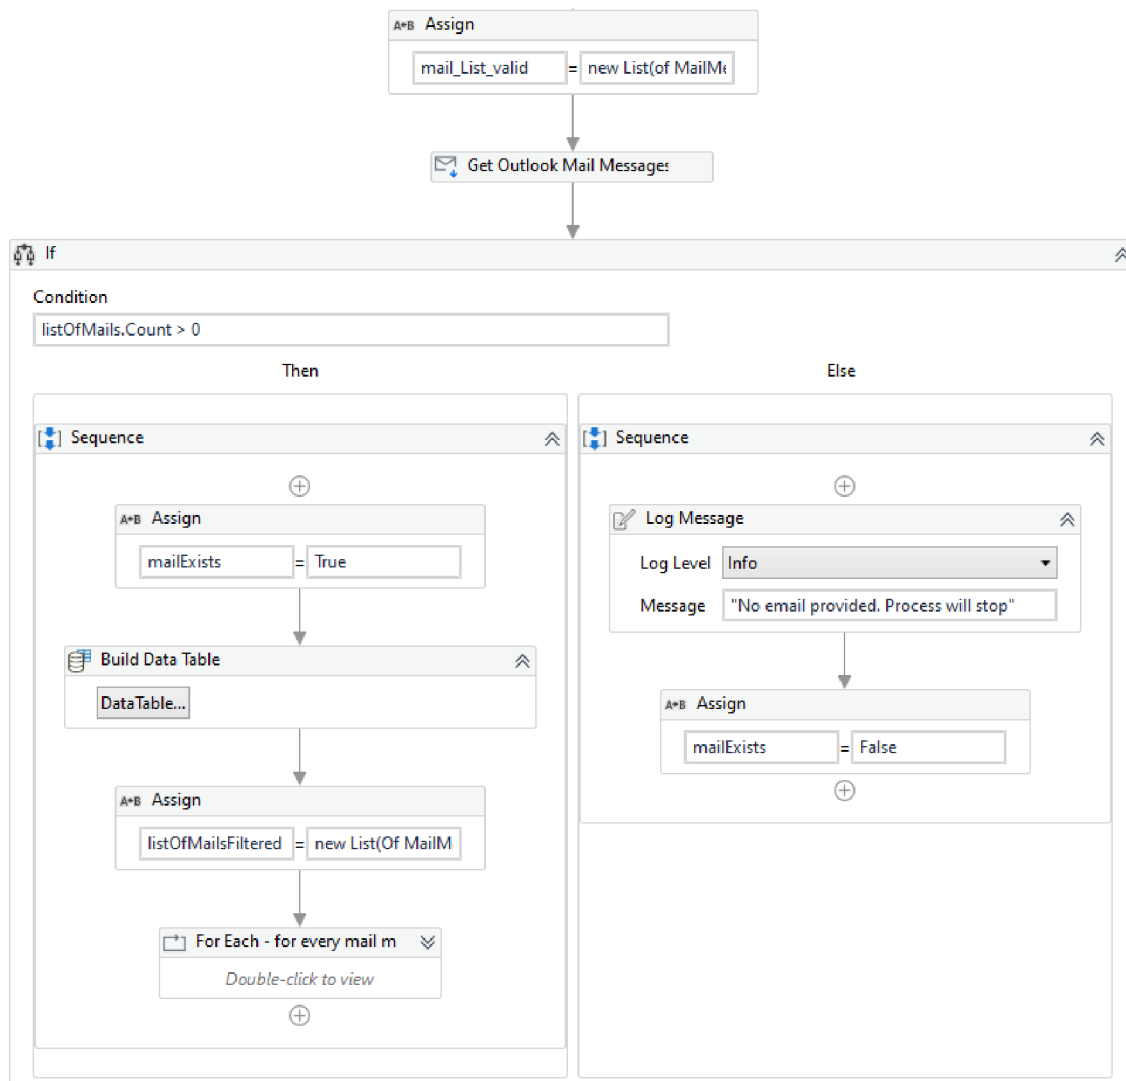 A+B Assign
mail_List_valid = new List(of MailMe
Get Outlook Mail Messages
If
Condition
listOfMails.Count > 0
Then
Else
Sequence
A+B Assign
mailExists = True
Build Data Table
DataTable...
A+B Assign
listOfMailsFiltered = new List(Of MailM
For Each - for every mail m
Double-click to view
Sequence
Log Message
Log Level Info
Message "No email provided. Process will stop"
A+B Assign
mailExists = False